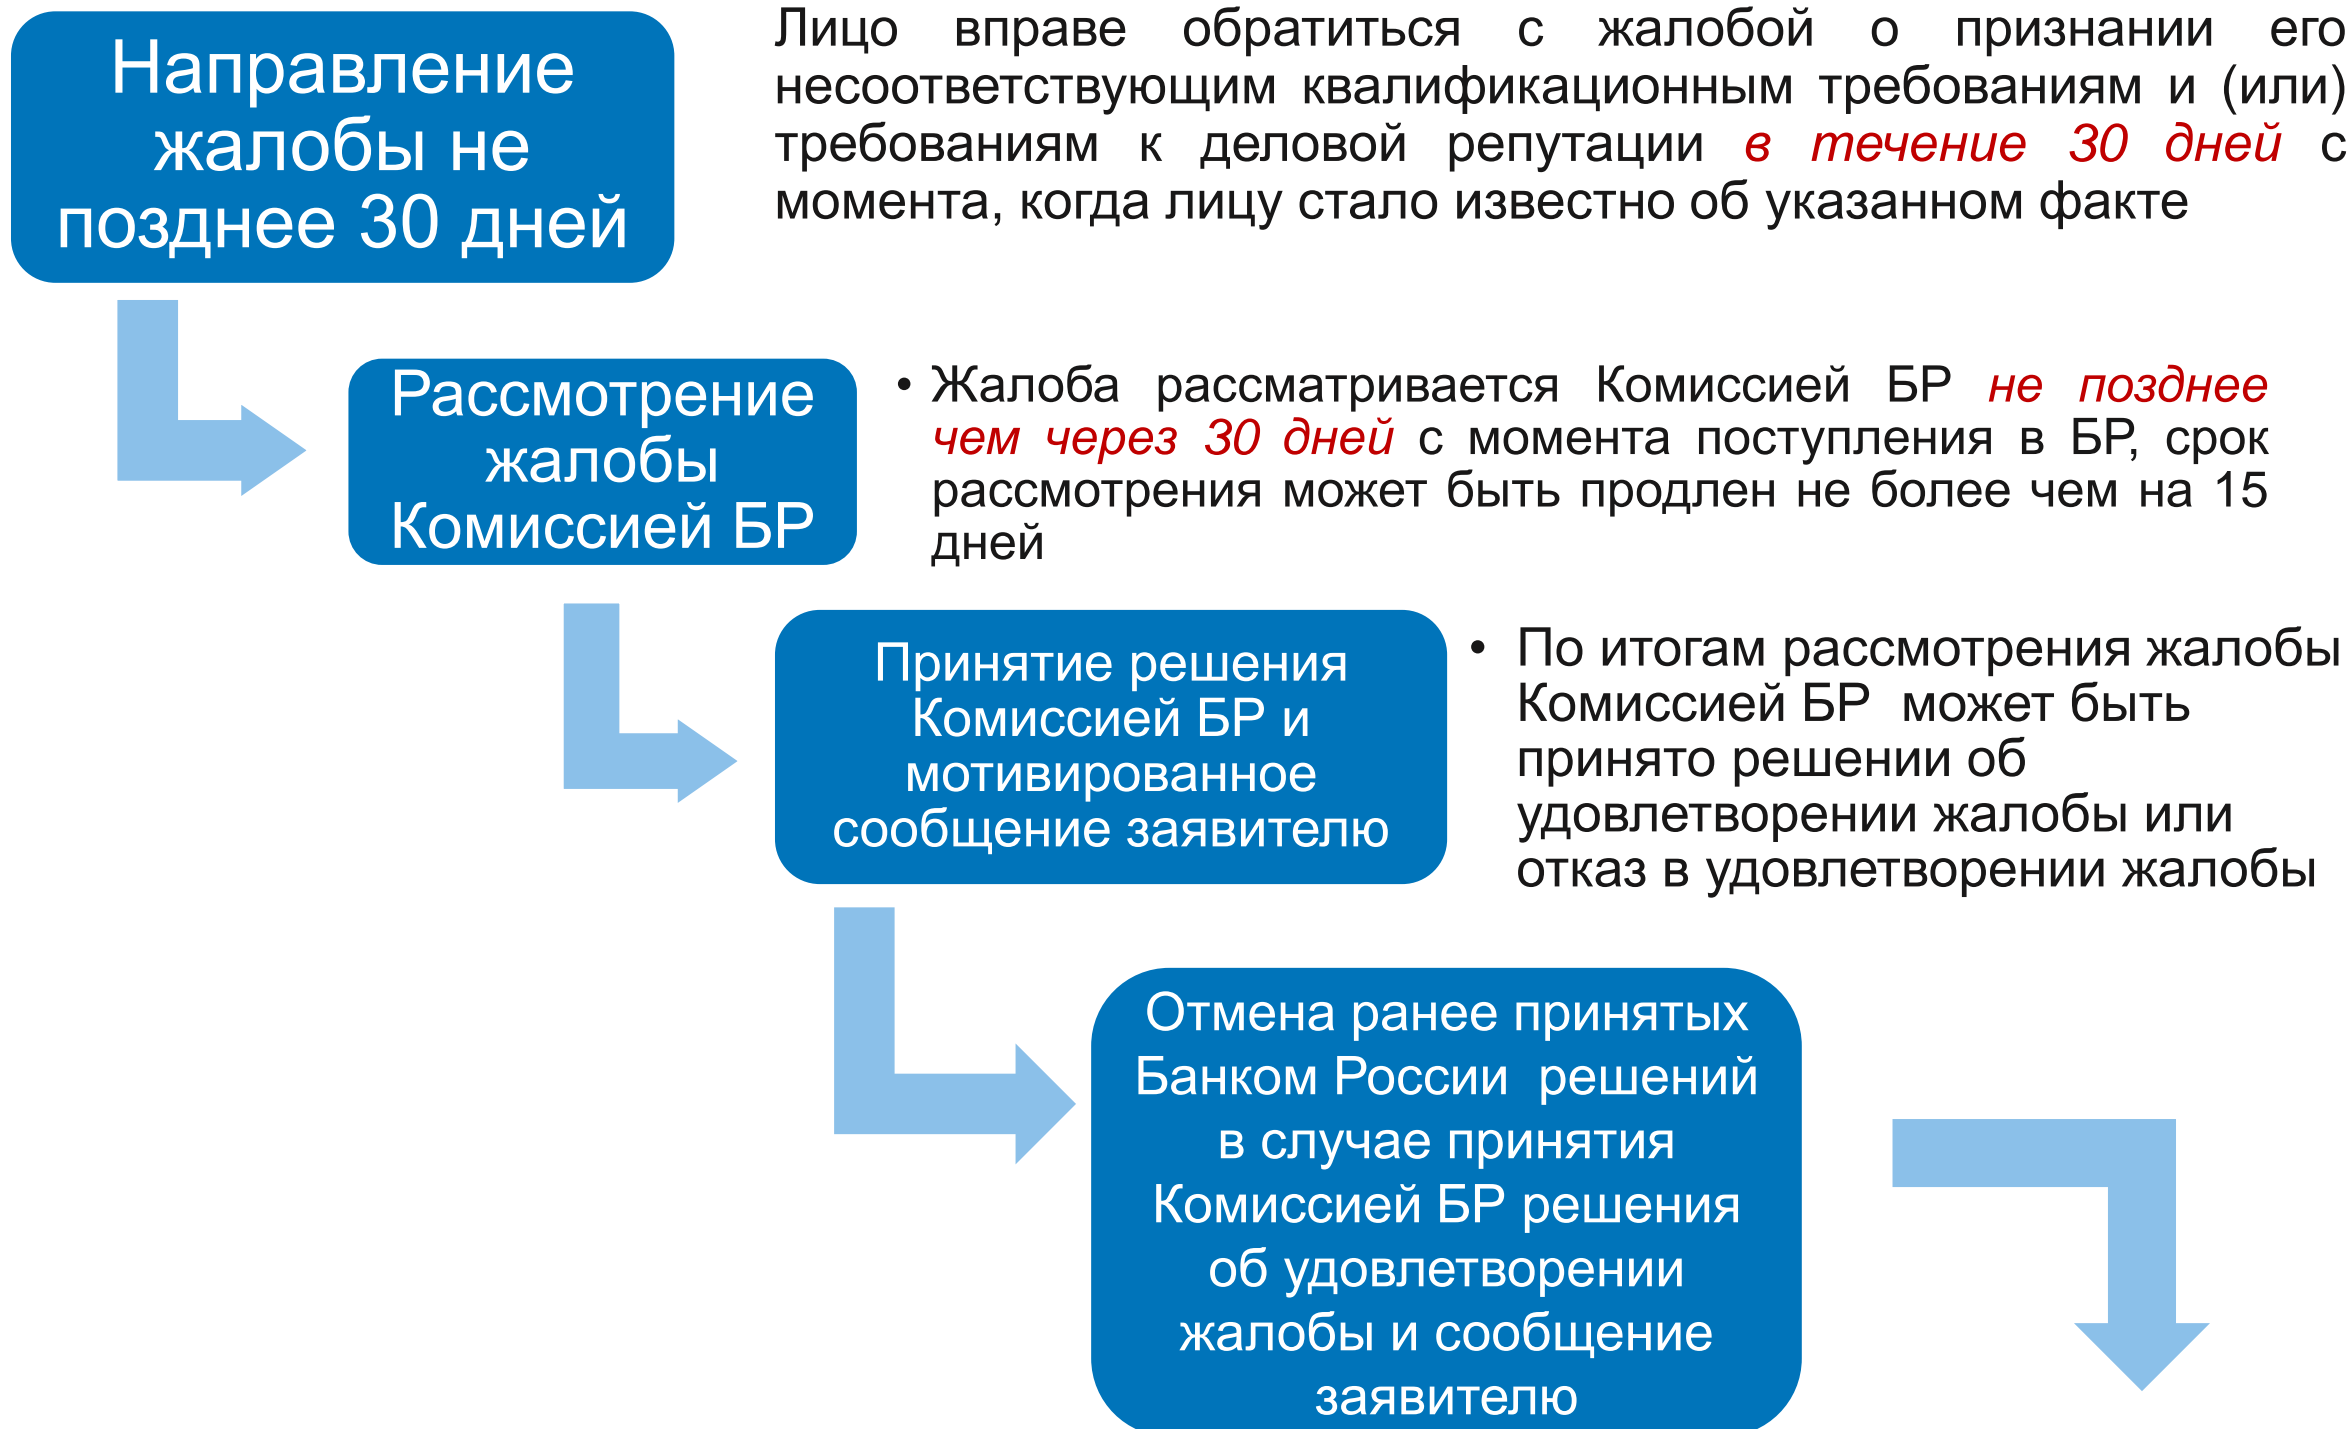 Направление
жалобы не
позднее 30 дней
Лицо вправе обратиться с жалобой о признании его
несоответствующим квалификационным требованиям и (или)
требованиям к деловой репутации в течение 30 дней с
момента, когда лицу стало известно об указанном факте
Рассмотрение
жалобы
Комиссией БР
• Жалоба рассматривается Комиссией БР не позднее
чем через 30 дней с момента поступления в БР, срок
рассмотрения может быть продлен не более чем на 15
дней
Принятие решения
Комиссией БР и
мотивированное
сообщение заявителю
• По итогам рассмотрения жалобы
Комиссией БР может быть
принято решении об
удовлетворении жалобы или
отказ в удовлетворении жалобы
Отмена ранее принятых
Банком России решений
в случае принятия
Комиссией БР решения
об удовлетворении
жалобы и сообщение
заявителю